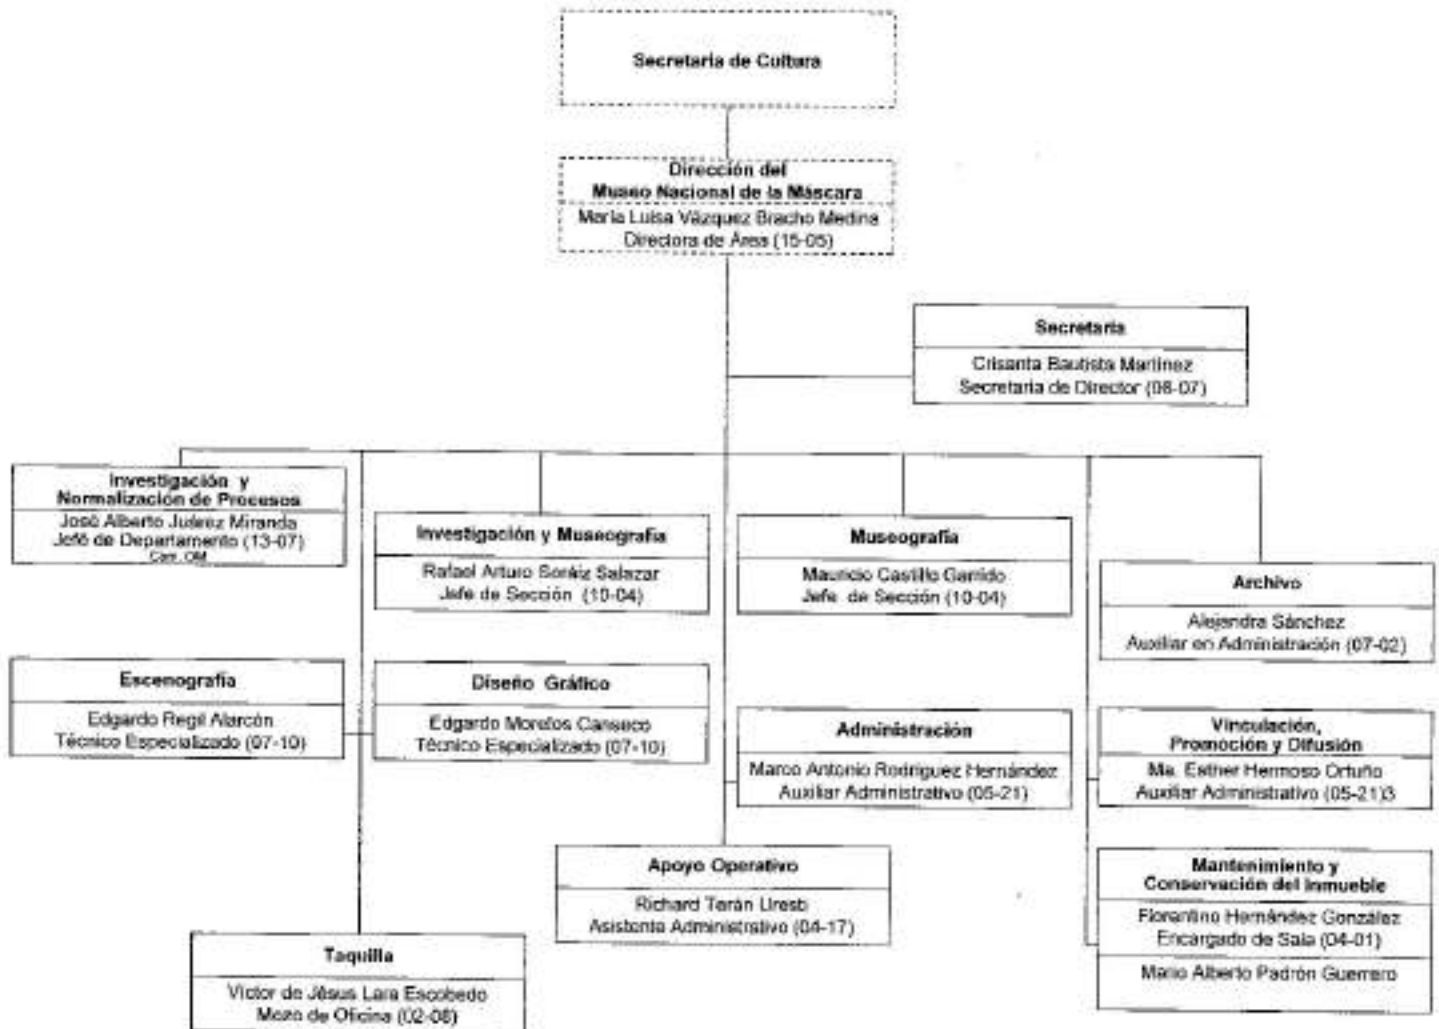 Secretaria de Cultura
Dirección del
Museo Nacional de la Máscara
María Luisa Vázquez Bracho Medina
Directora de Área (15-05)
Secretaria
Crisanta Bautista Martínez
Secretaria de Director (08-07)
Investigación y
Normalización de Procesos
José Alberto Juárez Miranda
Jefe de Departamento (13-07)
Investigación y Museografía
Rafael Arturo Soráiz Salazar
Jefe de Sección (10-04)
Museografía
Mauricio Castillo Garrido
Jefe de Sección (10-04)
Archivo
Alejandra Sánchez
Auxiliar en Administración (07-02)
Escenografía
Edgardo Regil Alarcón
Técnico Especializado (07-10)
Diseño Gráfico
Edgardo Morelos Canseco
Técnico Especializado (07-10)
Administración
Marco Antonio Rodríguez Hernández
Auxiliar Administrativo (05-21)
Vinculación,
Promoción y Difusión
Ma. Esther Hermoso Ortuño
Auxiliar Administrativo (05-21)3
Apoyo Operativo
Richard Terán
Asistente Administrativo (04-17)
Mantenimiento y
Conservación del Inmueble
Florentino Hernández González
Encargado de Sala (04-01)
Mario Alberto Padrón Guerrero
Taquilla
Victor de Jésus Lara Escobedo
Mozo de Oficina (02-08)